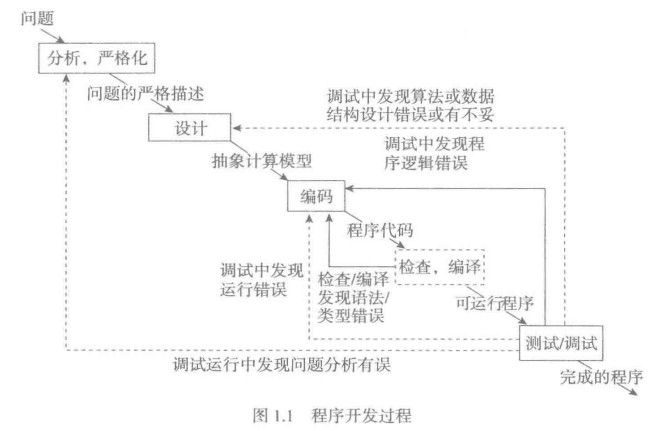 问题
分析，严格化
问题的严格描述
调试中发现算法或数据
结构设计错误或有不妥
设计
调试中发现程
序逻辑错误
抽象计算模型
编码
程序代码
调试中发现
运行错误
检查/编译
发现语法/
类型错误
检查，编译
可运行程序
测试/调试
调试运行中发现问题分析有误
完成的程序
图 1.1 程序开发过程